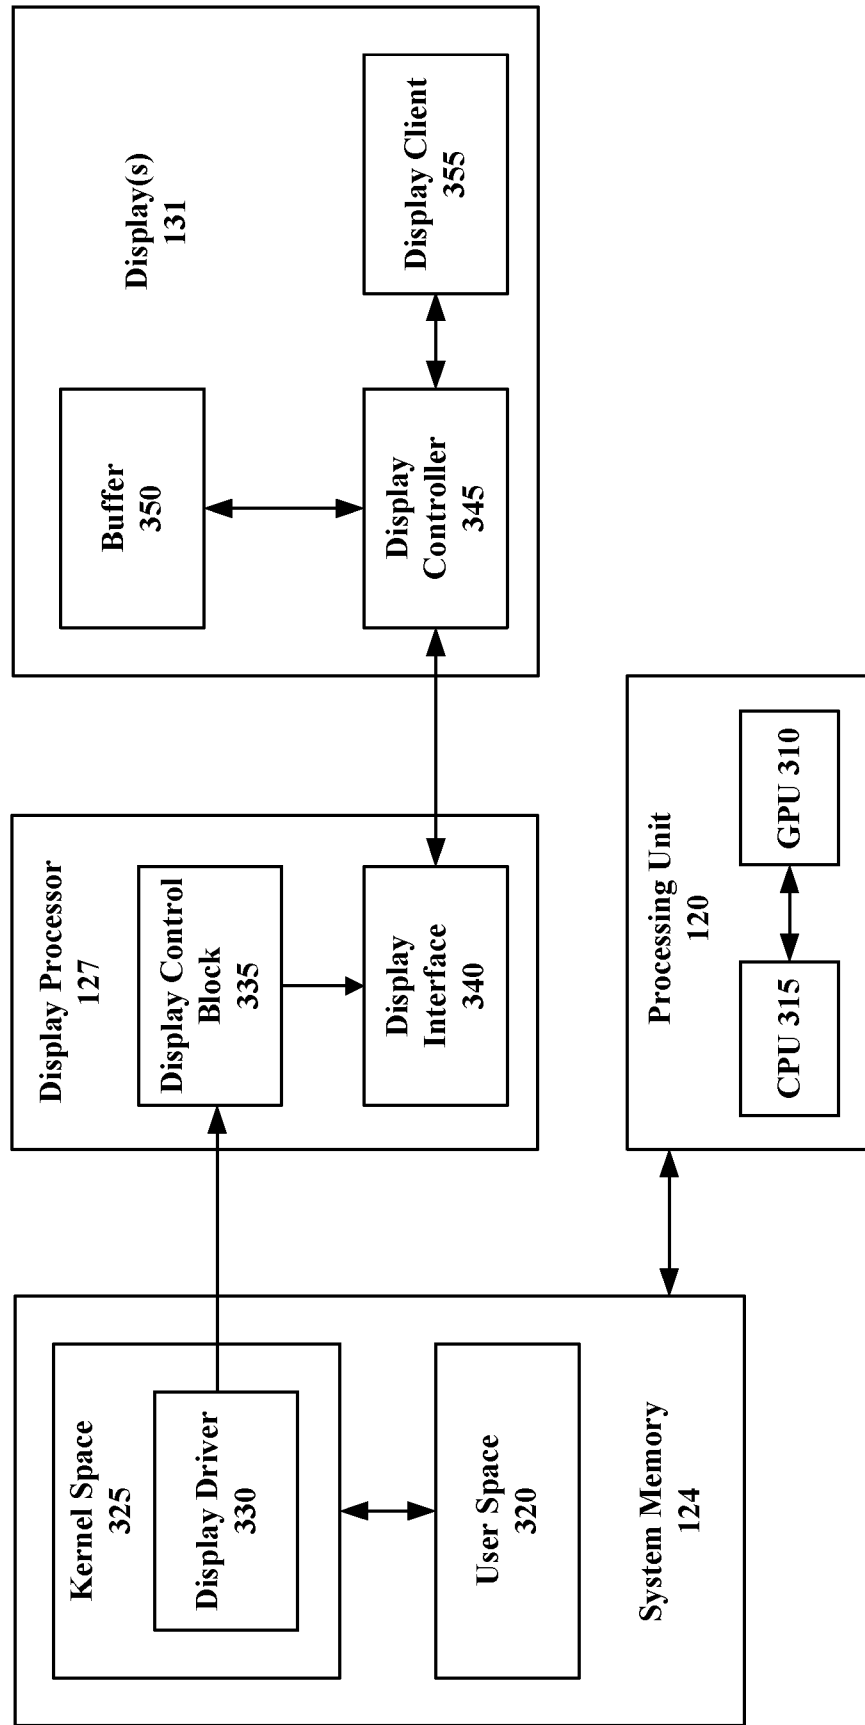 Kernel Space
325
Display Driver
330
User Space
320
System Memory
124
Display Processor
127
Display Control
Block
335
Display
Interface
340
Display(s)
131
Buffer
350
Display
Controller
345
Display Client
355
Processing Unit
120
CPU 315
GPU 310